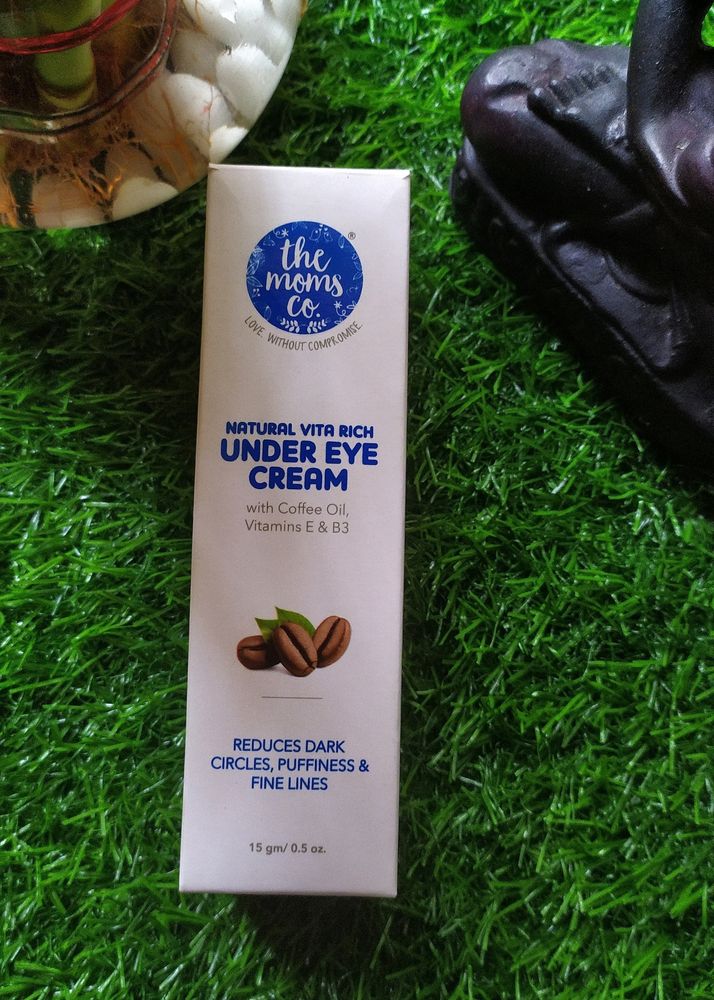 the
moms
co.
®
LOVE. WITHOUT COMPROMISE.
NATURAL VITA RICH
UNDER EYE
CREAM
with Coffee Oil,
Vitamins E & B3
REDUCES DARK
CIRCLES, PUFFINESS &
FINE LINES
15 gm/ 0.5 oz.